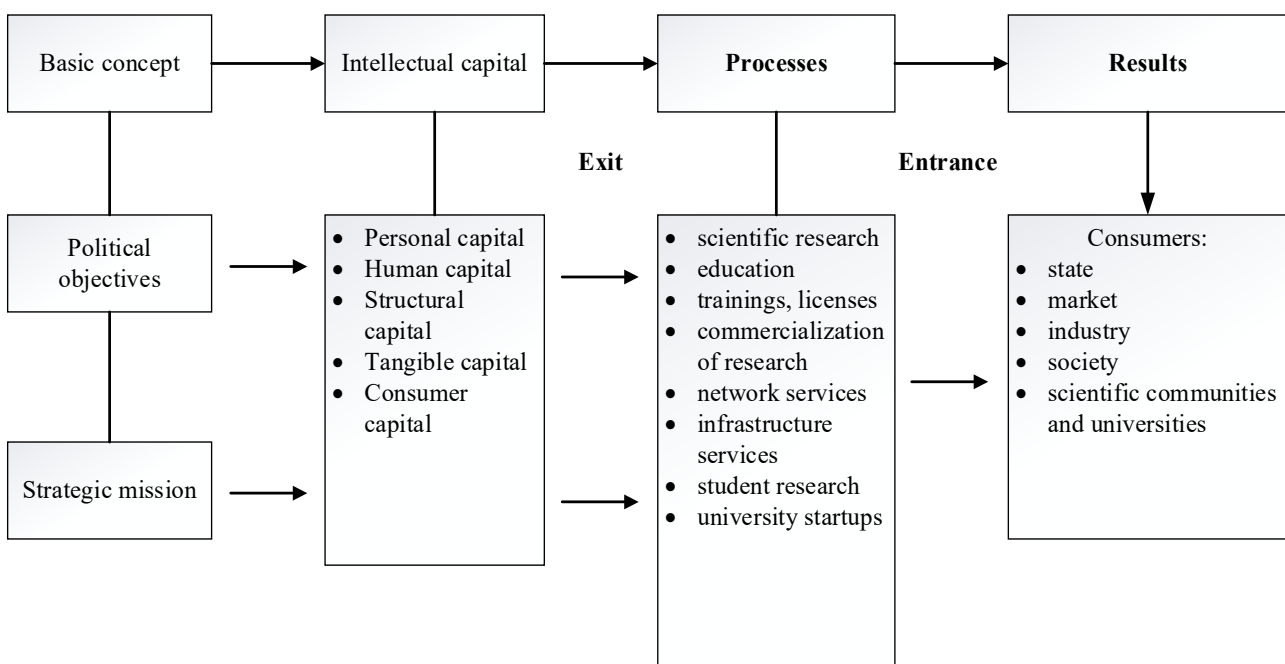 Basic concept
Intellectual capital
Processes
Results
Exit
Entrance
Political
objectives
Strategic mission
• Personal capital
• Human capital
• Structural
capital
• Tangible capital
• Consumer
capital
• scientific research
• education
• trainings, licenses
• commercialization
of research
• network services
• infrastructure
services
• student research
• university startups
Consumers:
• state
• market
• industry
• society
• scientific communities
and universities